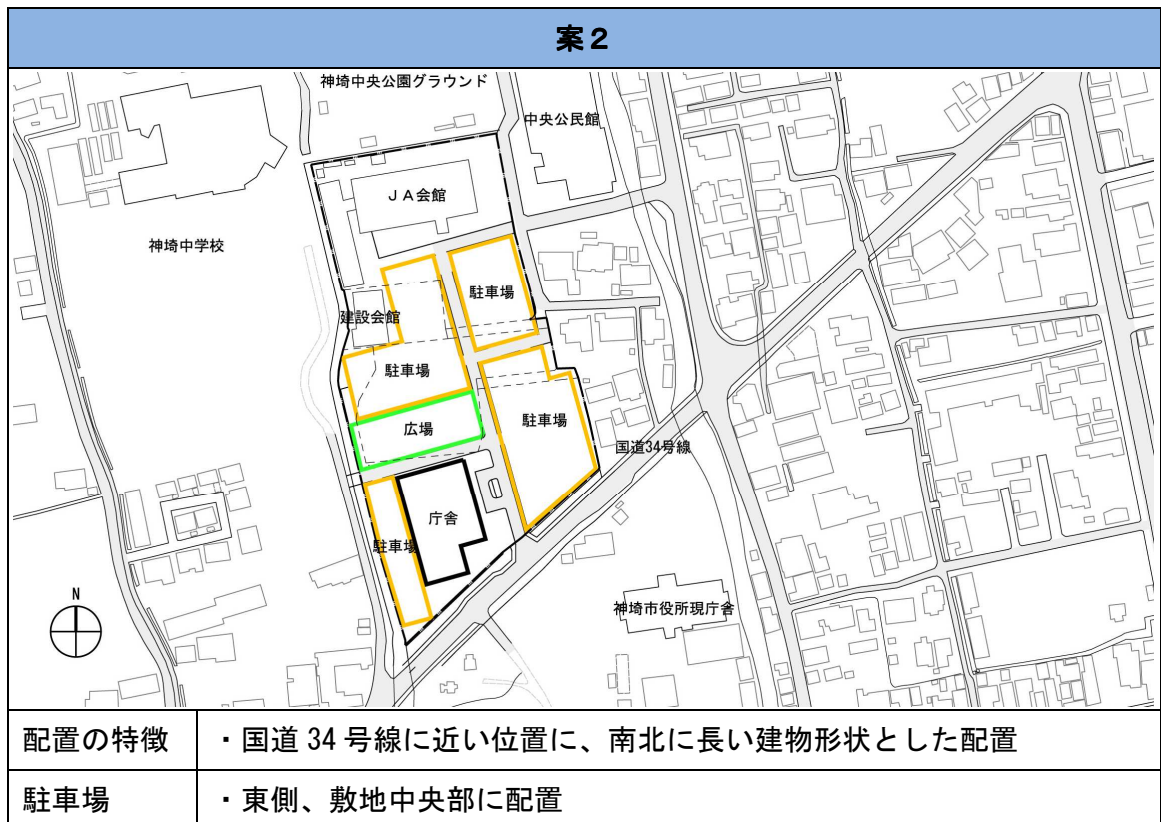 案2
神埼中央公園グラウンド
中央公民館
JA会館
神埼中学校
駐車場
建設会館
駐車場
駐車場
広場
国道34号線
庁舎
駐車場
N
神埼市役所現庁舎
配置の特徴
・国道 34 号線に近い位置に、南北に長い建物形状とした配置
駐車場
・東側、敷地中央部に配置